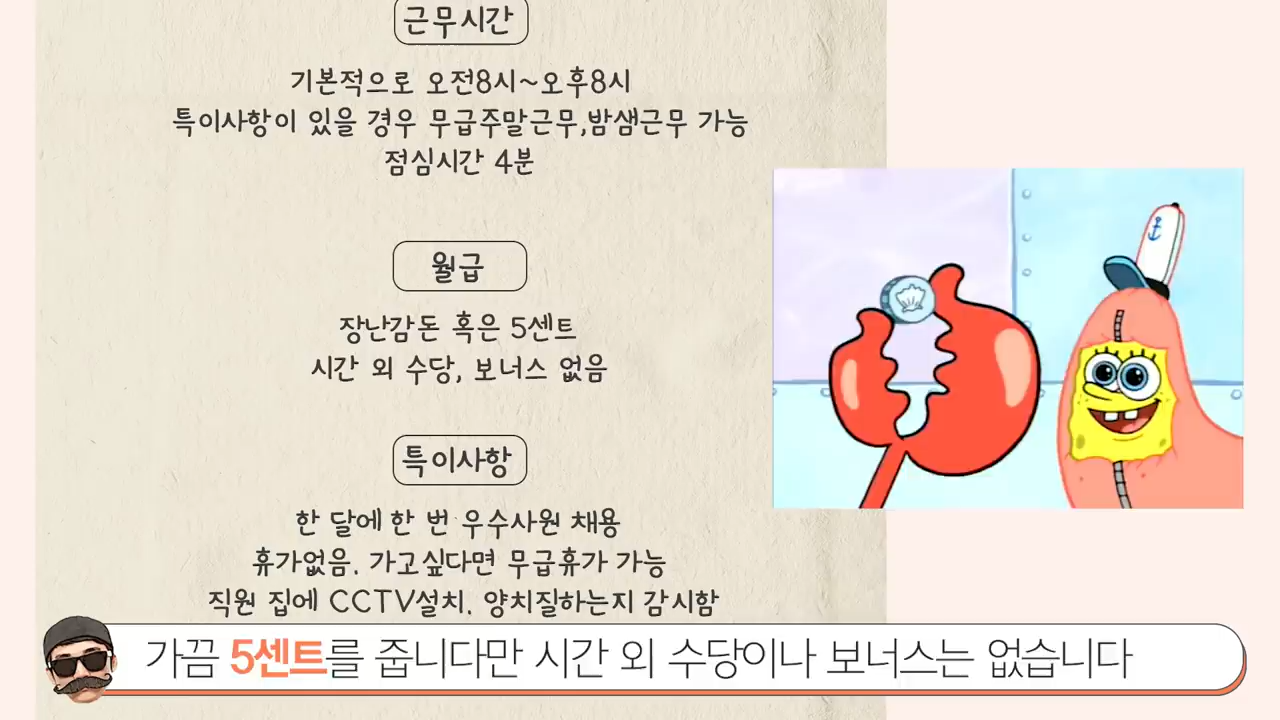 근무시간
기본적으로 오전8시~오후8시
특이사항이 있을 경우 무급주말근무,밤샘근무 가능
점심시간 4분
월급
장난감돈 혹은 5센트
시간 외 수당, 보너스 없음
특이사항
한 달에 한 번 우수사원 채용
휴가없음. 가고싶다면 무급휴가 가능
직원 집에 CCTV설치. 양치질하는지 감시함
가끔 5센트를 줍니다만 시간 외 수당이나 보너스는 없습니다